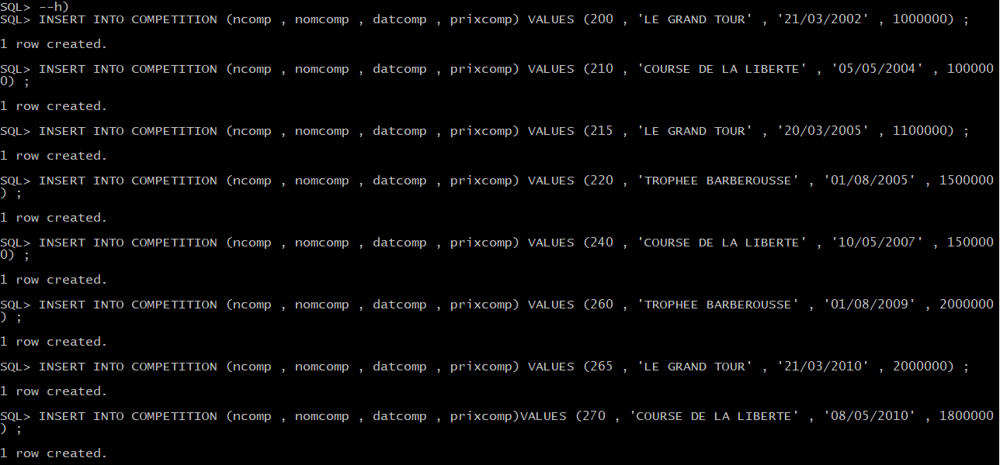 SQL> --h)
SQL> INSERT INTO COMPETITION (ncomp , nomcomp , datcomp , prixcomp) VALUES (200 , 'LE GRAND TOUR' , '21/03/2002' , 1000000) ;
1 row created.
SQL> INSERT INTO COMPETITION (ncomp , nomcomp , datcomp , prixcomp) VALUES (210 , 'COURSE DE LA LIBERTE' , '05/05/2004' , 100000
0) ;
1 row created.
SQL> INSERT INTO COMPETITION (ncomp , nomcomp , datcomp , prixcomp) VALUES (215 , 'LE GRAND TOUR' , '20/03/2005' , 1100000) ;
1 row created.
SQL> INSERT INTO COMPETITION (ncomp , nomcomp , datcomp , prixcomp) VALUES (220 , 'TROPHEE BARBEROUSSE' , '01/08/2005' , 1500000
) ;
1 row created.
SQL> INSERT INTO COMPETITION (ncomp , nomcomp , datcomp , prixcomp) VALUES (240 , 'COURSE DE LA LIBERTE' , '10/05/2007' , 150000
0) ;
1 row created.
SQL> INSERT INTO COMPETITION (ncomp , nomcomp , datcomp , prixcomp) VALUES (260 , 'TROPHEE BARBEROUSSE' , '01/08/2009' , 2000000
) ;
1 row created.
SQL> INSERT INTO COMPETITION (ncomp , nomcomp , datcomp , prixcomp) VALUES (265 , 'LE GRAND TOUR' , '21/03/2010' , 2000000) ;
1 row created.
SQL> INSERT INTO COMPETITION (ncomp , nomcomp , datcomp , prixcomp)VALUES (270 , 'COURSE DE LA LIBERTE' , '08/05/2010' , 1800000
) ;
1 row created.